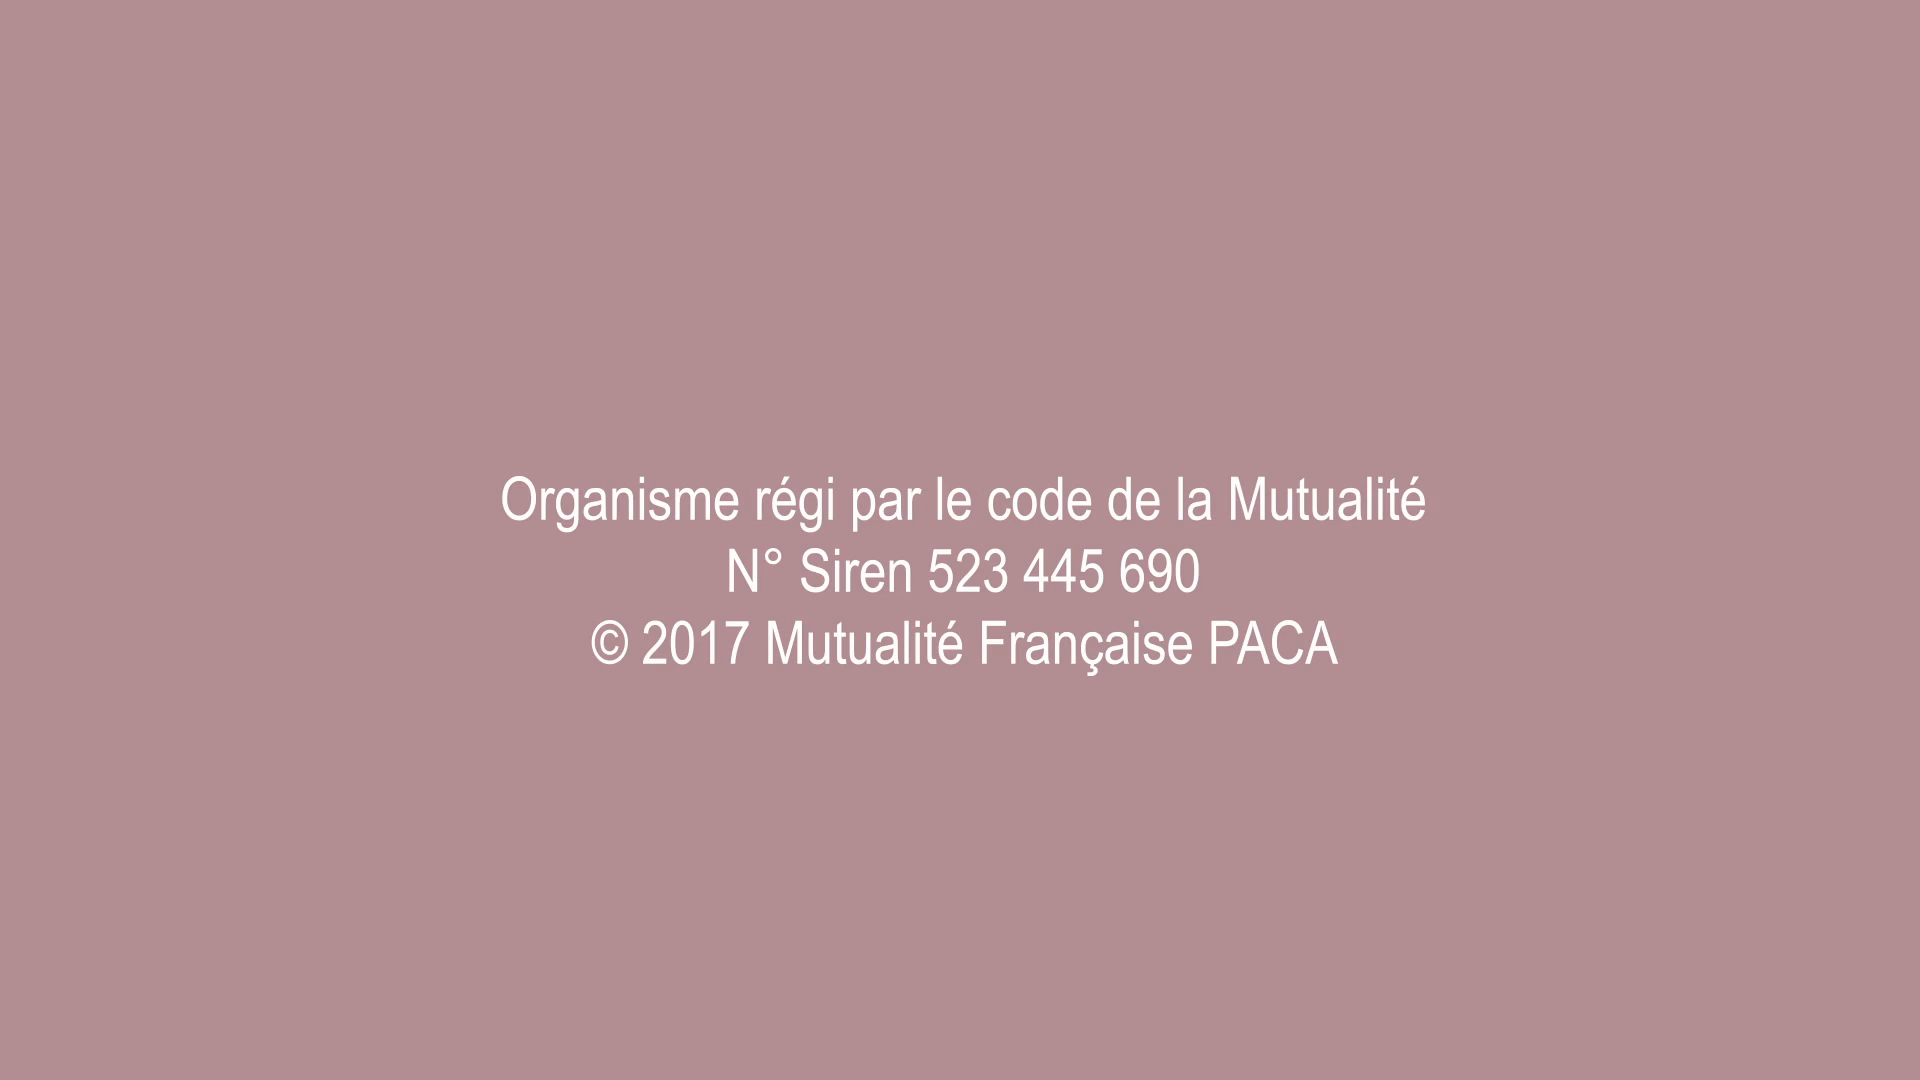 Organisme régi par le code de la Mutualité
N° Siren 523 445 690
© 2017 Mutualité Française PACA